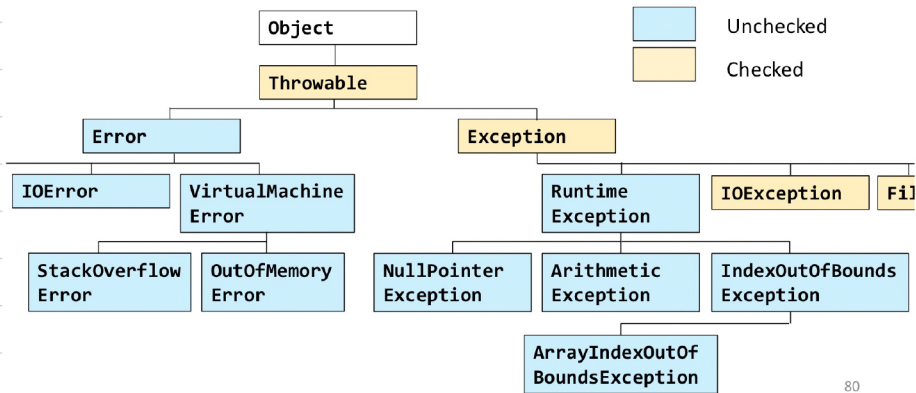 Object
Unchecked
Throwable
Checked
Error
Exception
IOError
VirtualMachine
Error
Runtime
Exception
IOException
Fil
StackOverflow
Error
OutOfMemory
Error
NullPointer
Exception
Arithmetic
Exception
IndexOutOfBounds
Exception
ArrayIndexOutOf
BoundsException
80